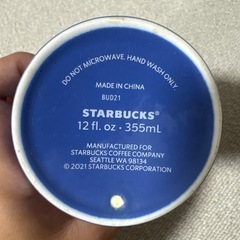 DO NOT MICROWAVE. HAND WASH ONLY.
MADE IN CHINA
BUD21
STARBUCKS®
12 fl. oz · 355mL
MANUFACTURED FOR
STARBUCKS COFFEE COMPANY
SEATTLE WA 98134
© 2021 STARBUCKS CORPORATION